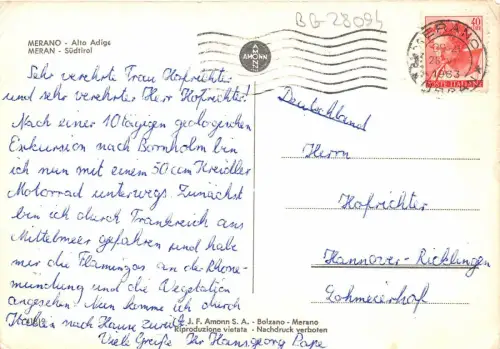 BG-28094
MERANO - Alto Adige
MERAN - Südtirol
AMONN
40
MERANO
1963
POSTE ITALIANE
Sehr verehrte Frau Hofrichter
und sehr verehrter Herr Hofrichter!
Nach einer 10tägigen geologischen
Exkursion nach Bornholm bin
ich nun mit einem 50 ccm Kreidler
Motorrad unterwegs. Zunächst
bin ich durch Frankreich ans
Mittelmeer gefahren und habe
mir die Flamingos an der Rhone-
mündung und die Vegetation
angesehen. Nun komme ich durch
Italien nach Hause zurück.
Viele Grüße Ihr Hansgeorg Pape
Deutschland
Herrn
Hofrichter
Hannover-Ricklingen
Lohmeierhof
J. F. Amonn S. A. - Bolzano - Merano
Riproduzione vietata - Nachdruck verboten